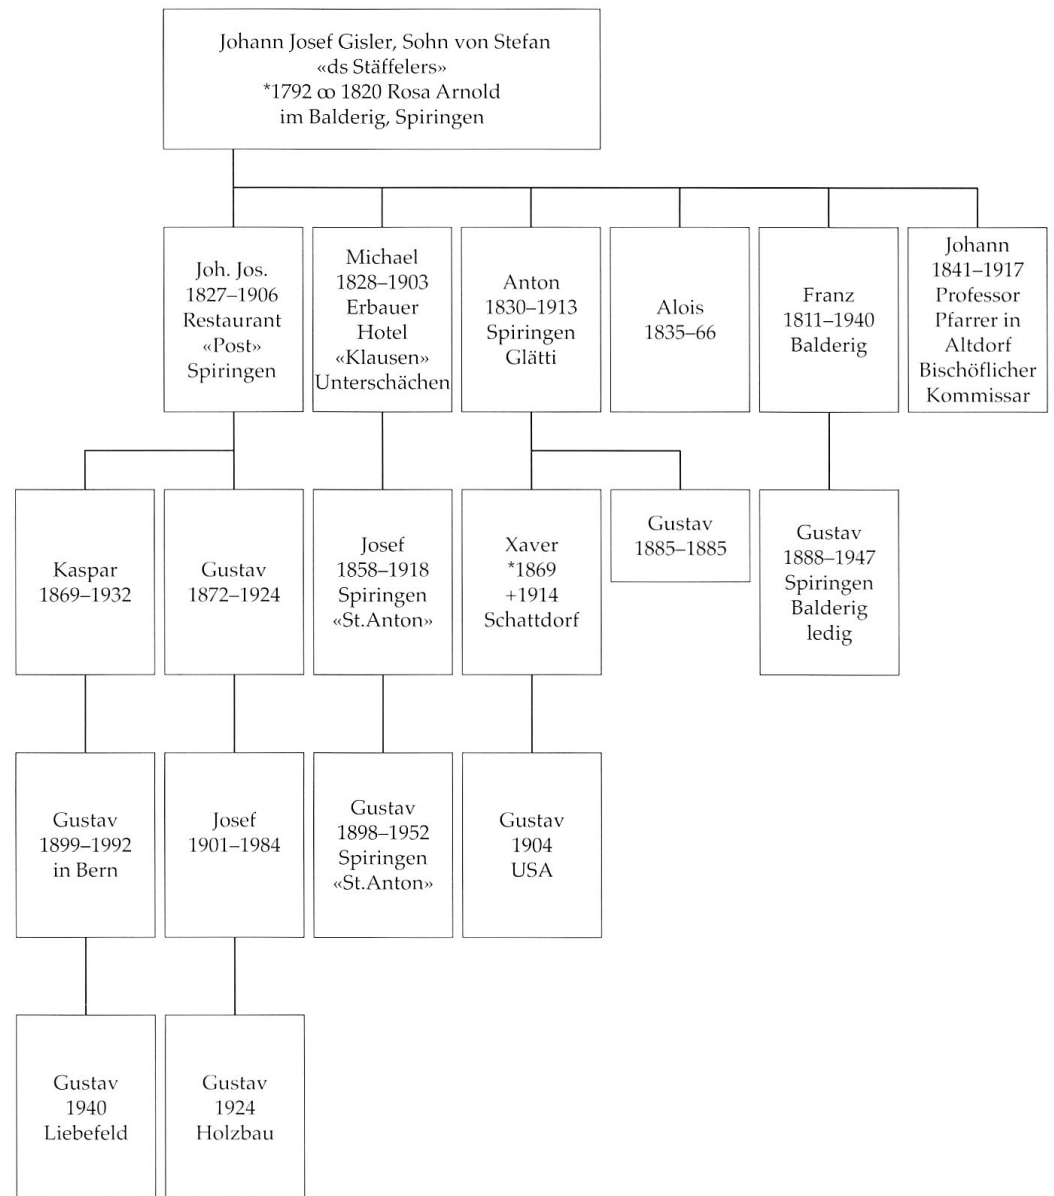 Johann Josef Gisler, Sohn von Stefan
«ds Stäffelers»
*1792 ꝏ 1820 Rosa Arnold
im Balderig, Spiringen
Joh. Jos.
1827–1906
Restaurant
«Post»
Spiringen
Michael
1828–1903
Erbauer
Hotel
«Klausen»
Unterschächen
Anton
1830–1913
Spiringen
Glätti
Alois
1835–66
Franz
1811–1940
Balderig
Johann
1841–1917
Professor
Pfarrer in
Altdorf
Bischöflicher
Kommissar
Kaspar
1869–1932
Gustav
1872–1924
Josef
1858–1918
Spiringen
«St.Anton»
Xaver
*1869
+1914
Schattdorf
Gustav
1885–1885
Gustav
1888–1947
Spiringen
Balderig
ledig
Gustav
1899–1992
in Bern
Josef
1901–1984
Gustav
1898–1952
Spiringen
«St.Anton»
Gustav
1904
USA
Gustav
1940
Liebefeld
Gustav
1924
Holzbau